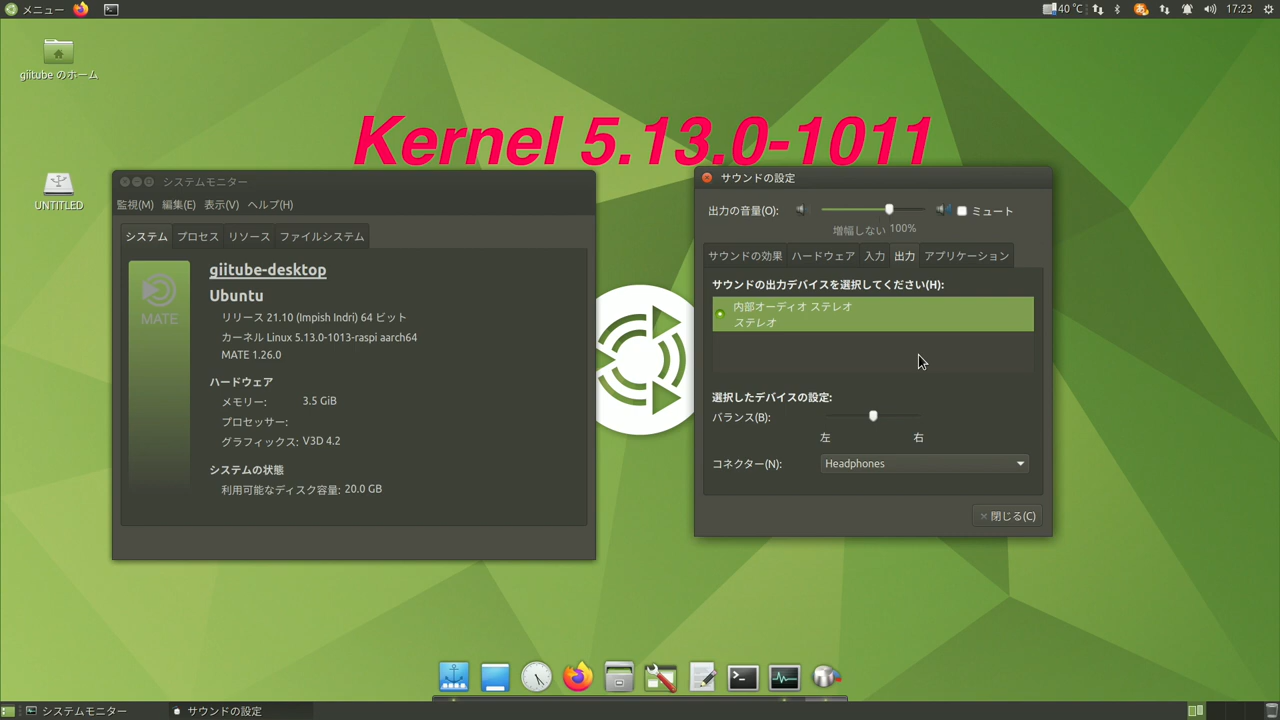 メニュー
40 ℃
あ
17:23
giitube のホーム
UNTITLED
Kernel 5.13.0-1011
システムモニター
監視(M) 編集(E) 表示(V) ヘルプ(H)
システム プロセス リソース ファイルシステム
MATE
giitube-desktop
Ubuntu
リリース 21.10 (Impish Indri) 64 ビット
カーネル Linux 5.13.0-1013-raspi aarch64
MATE 1.26.0
ハードウェア
メモリー: 3.5 GiB
プロセッサー:
グラフィックス: V3D 4.2
システムの状態
利用可能なディスク容量: 20.0 GB
サウンドの設定
出力の音量(O): ミュート
増幅しない 100%
サウンドの効果 ハードウェア 入力 出力 アプリケーション
サウンドの出力デバイスを選択してください(H):
内部オーディオ ステレオ
ステレオ
選択したデバイスの設定:
バランス(B):
左 右
コネクター(N): Headphones
閉じる(C)
システムモニター サウンドの設定